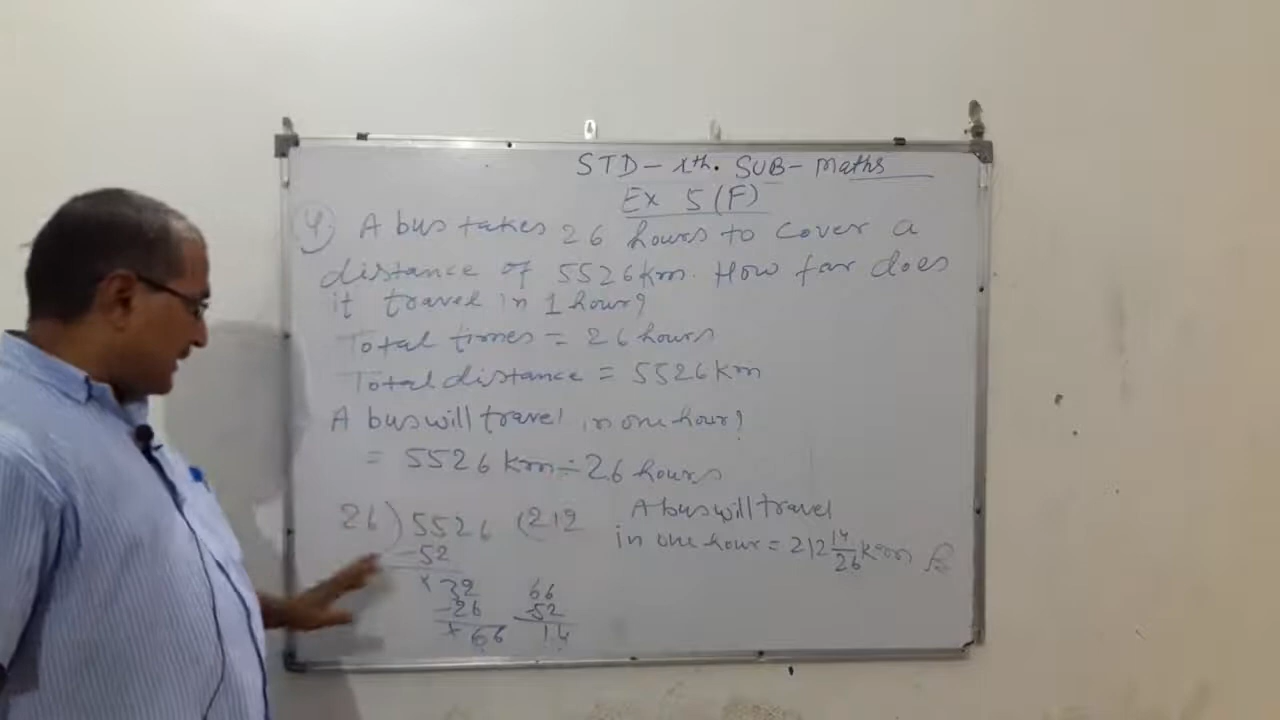 STD - 4th. SUB - Maths
Ex 5 (F)
4. A bus takes 26 hours to cover a
distance of 5526 km. How far does
it travel in 1 hour?
Total times = 26 hours
Total distance = 5526 km
A bus will travel in one hour?
= 5526 km ÷ 26 hours
26 ) 5526 ( 212
-52
× 32
-26
× 66
66
-52
14
A bus will travel
in one hour = 212 14/26 km